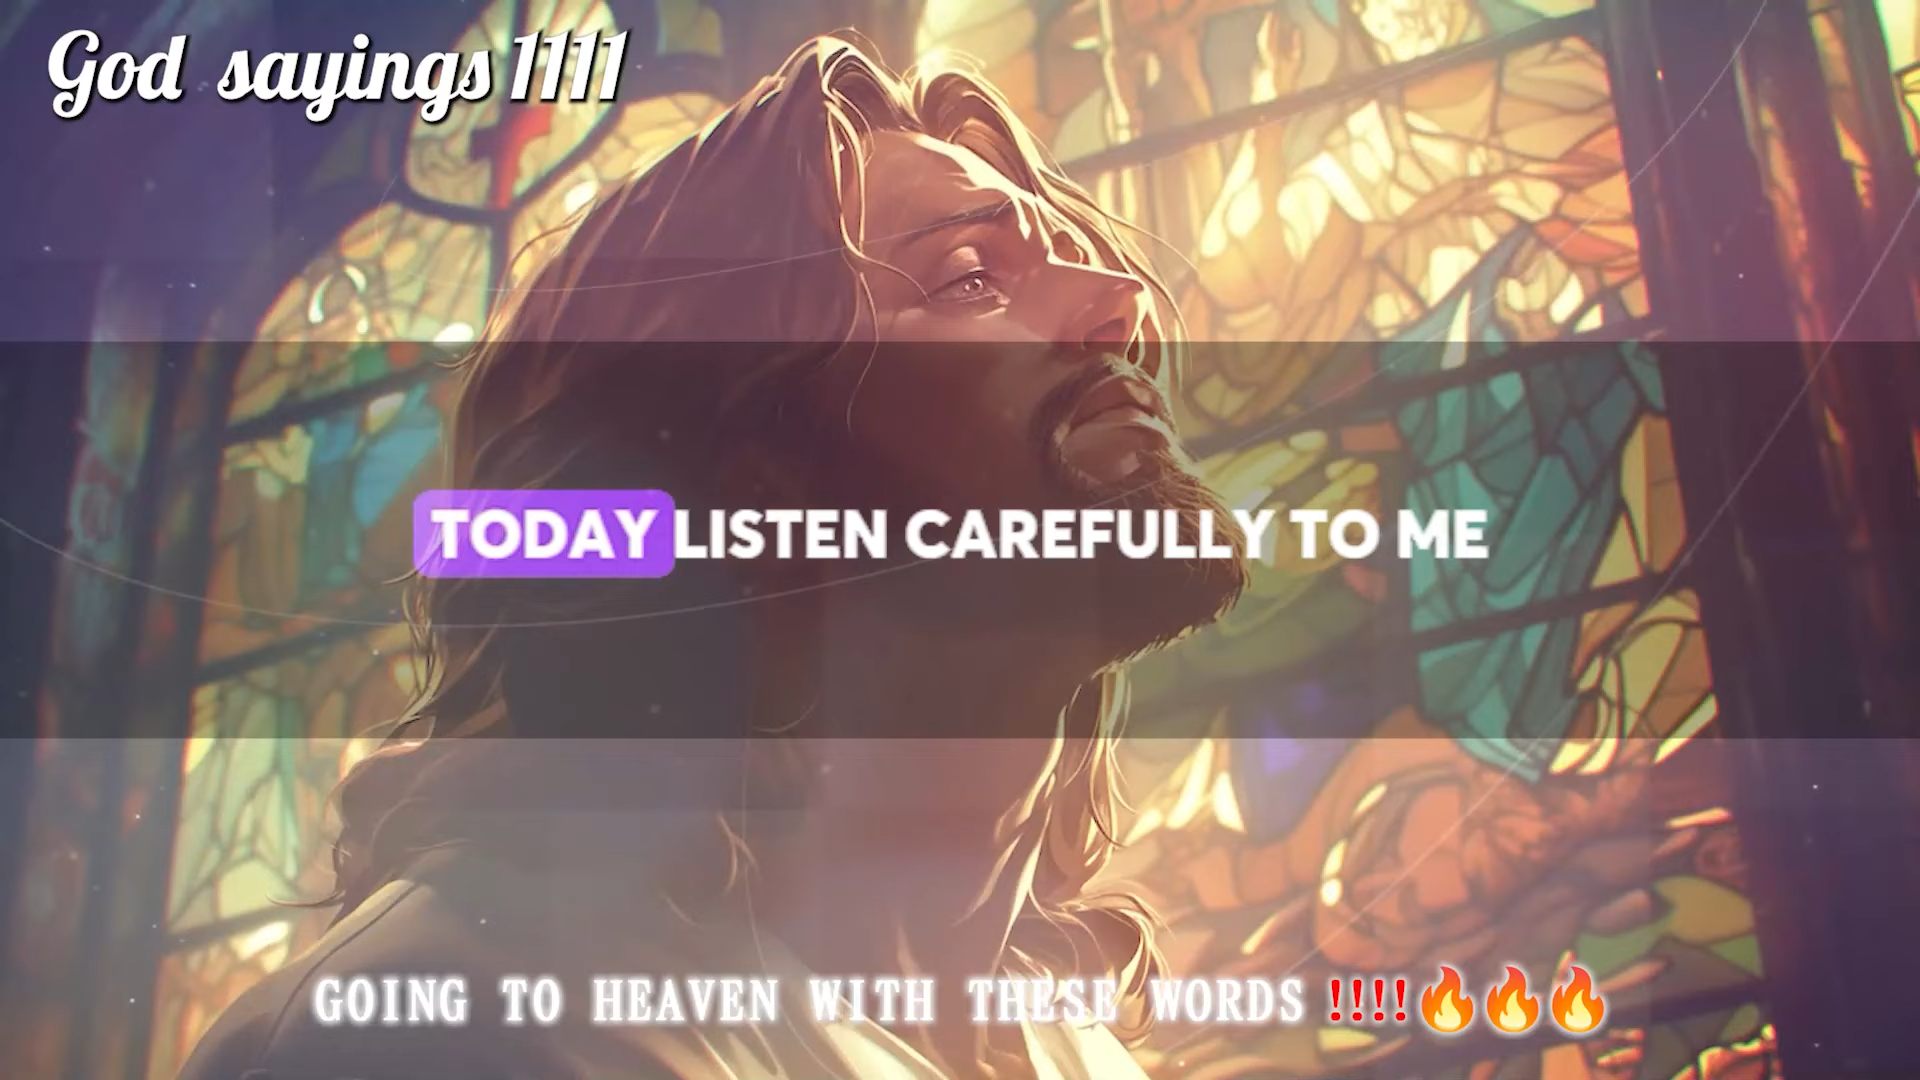 God sayings 1111
TODAY LISTEN CAREFULLY TO ME
GOING TO HEAVEN WITH THESE WORDS !!!!🔥🔥🔥